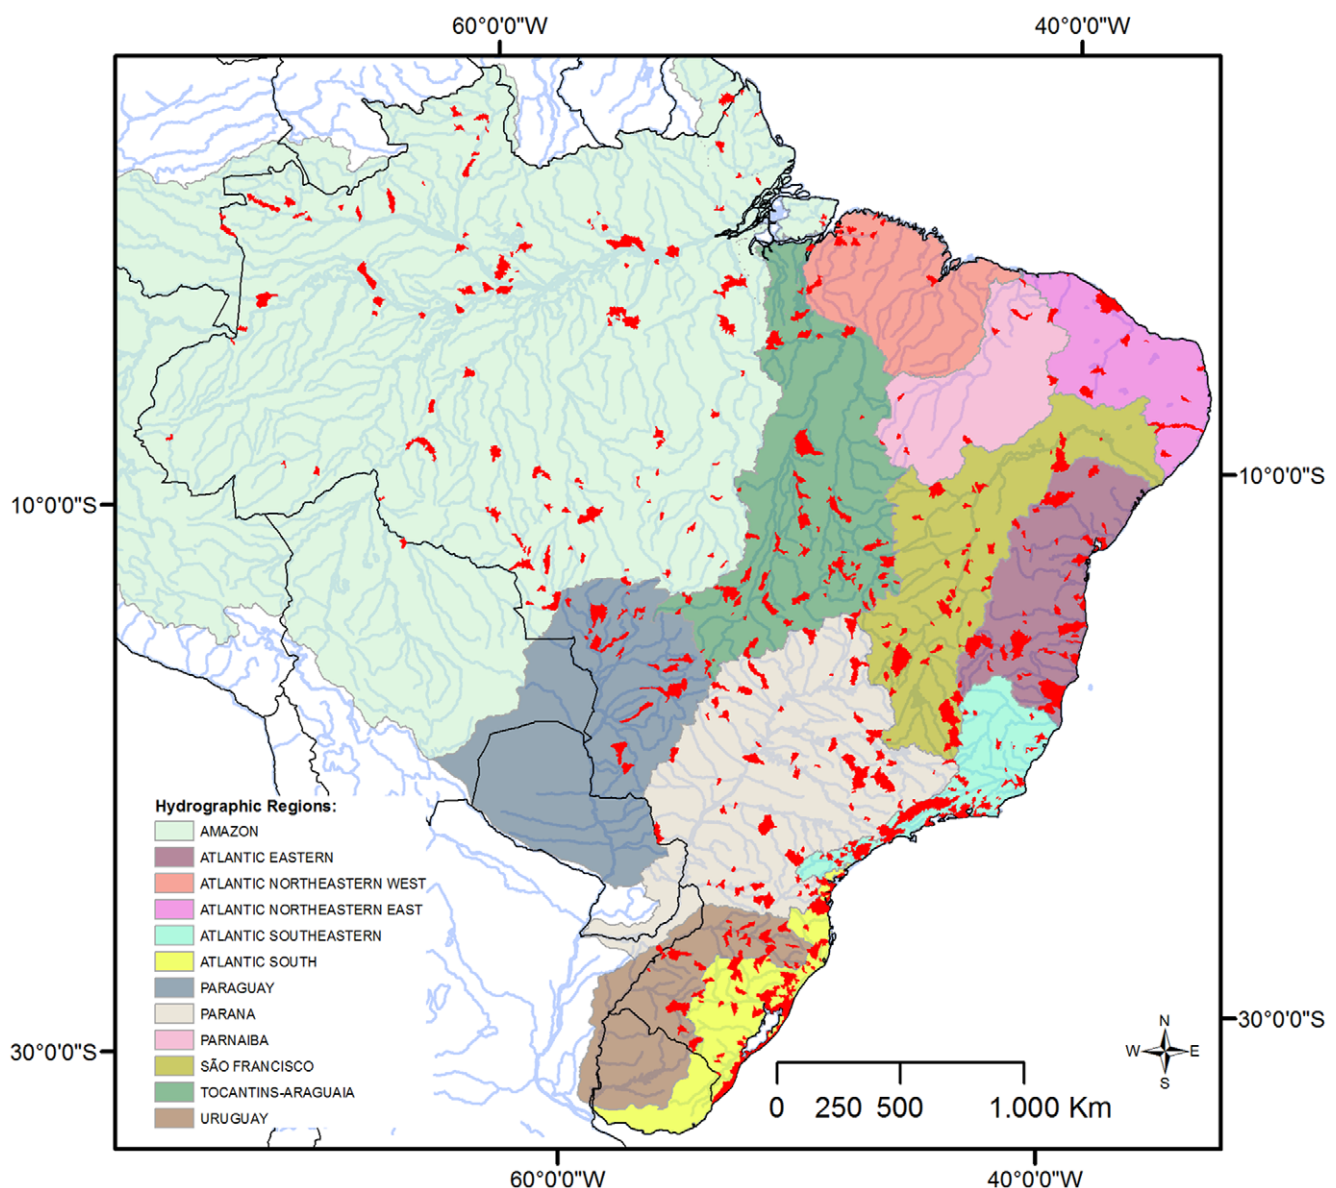 60°0'0"W 40°0'0"W
10°0'0"S
10°0'0"S
Hydrographic Regions:
AMAZON
ATLANTIC EASTERN
ATLANTIC NORTHEASTERN WEST
ATLANTIC NORTHEASTERN EAST
ATLANTIC SOUTHEASTERN
ATLANTIC SOUTH
PARAGUAY
PARANA
PARNAIBA
SÃO FRANCISCO
TOCANTINS-ARAGUAIA
URUGUAY
30°0'0"S
30°0'0"S
N
W E
S
0 250 500 1.000 Km
60°0'0"W 40°0'0"W